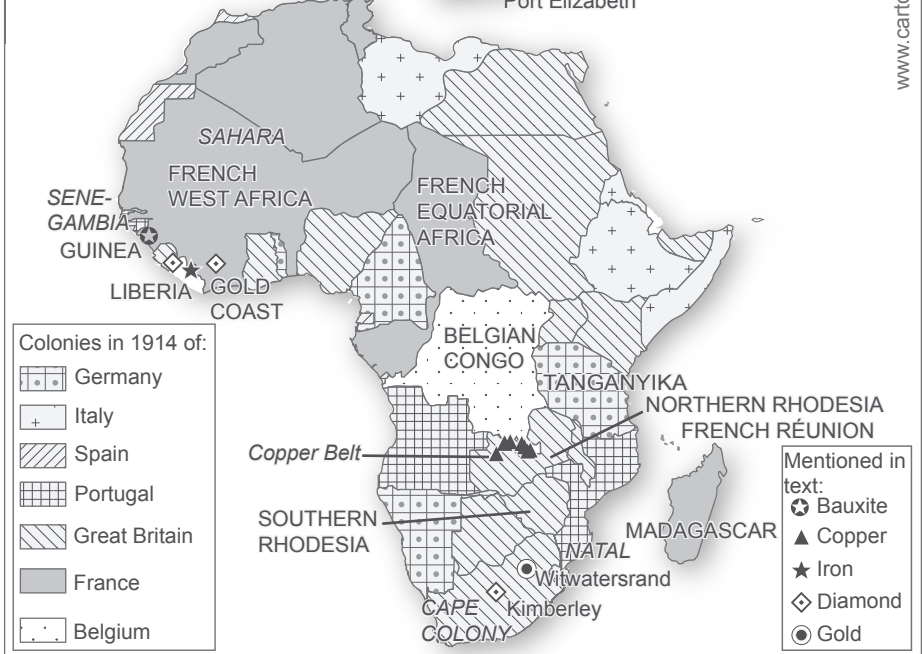 Port Elizabeth
www.carto
SAHARA
FRENCH
WEST AFRICA
FRENCH
EQUATORIAL
AFRICA
SENE-
GAMBIA
GUINEA
LIBERIA
GOLD
COAST
BELGIAN
CONGO
TANGANYIKA
NORTHERN RHODESIA
FRENCH RÉUNION
Copper Belt
SOUTHERN
RHODESIA
MADAGASCAR
NATAL
Witwatersrand
Kimberley
CAPE
COLONY
Colonies in 1914 of:
Germany
Italy
Spain
Portugal
Great Britain
France
Belgium
Mentioned in
text:
Bauxite
Copper
Iron
Diamond
Gold